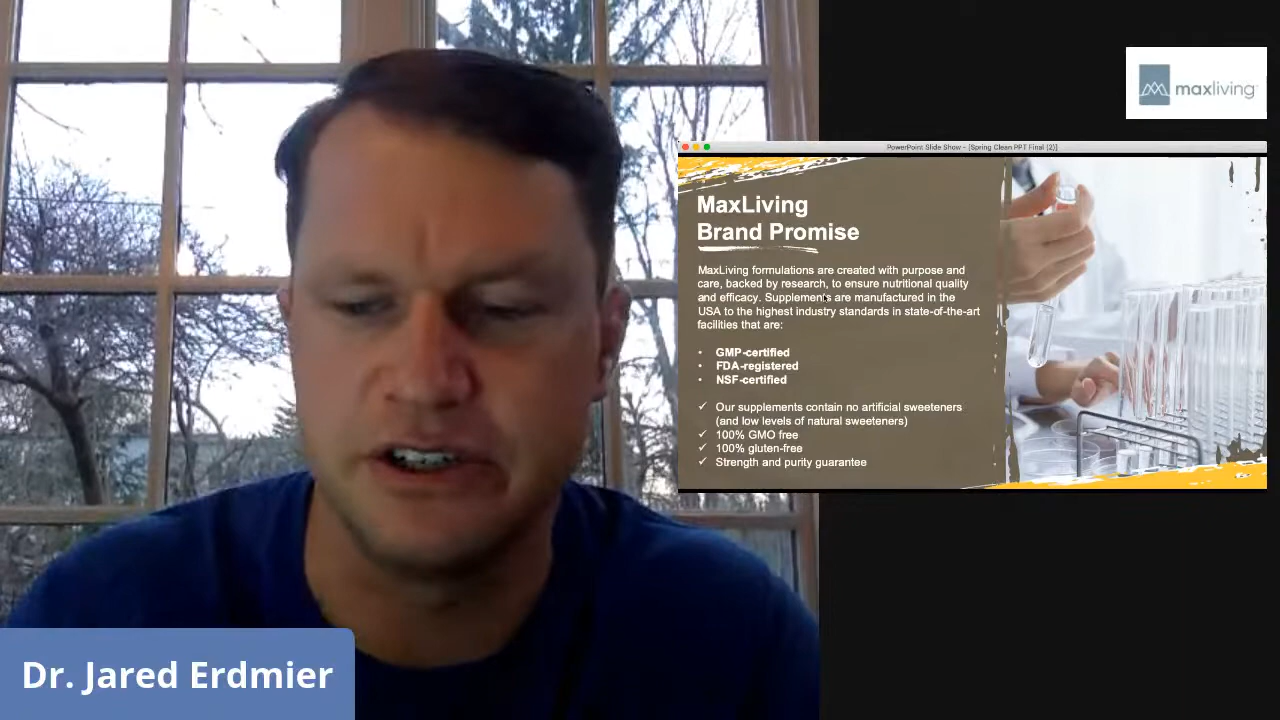 maxliving
PowerPoint Slide Show - [Spring Clean PPT Final (2)]
MaxLiving
Brand Promise
MaxLiving formulations are created with purpose and
care, backed by research, to ensure nutritional quality
and efficacy. Supplements are manufactured in the
USA to the highest industry standards in state-of-the-art
facilities that are:
• GMP-certified
• FDA-registered
• NSF-certified
✓ Our supplements contain no artificial sweeteners
(and low levels of natural sweeteners)
✓ 100% GMO free
✓ 100% gluten-free
✓ Strength and purity guarantee
Dr. Jared Erdmier